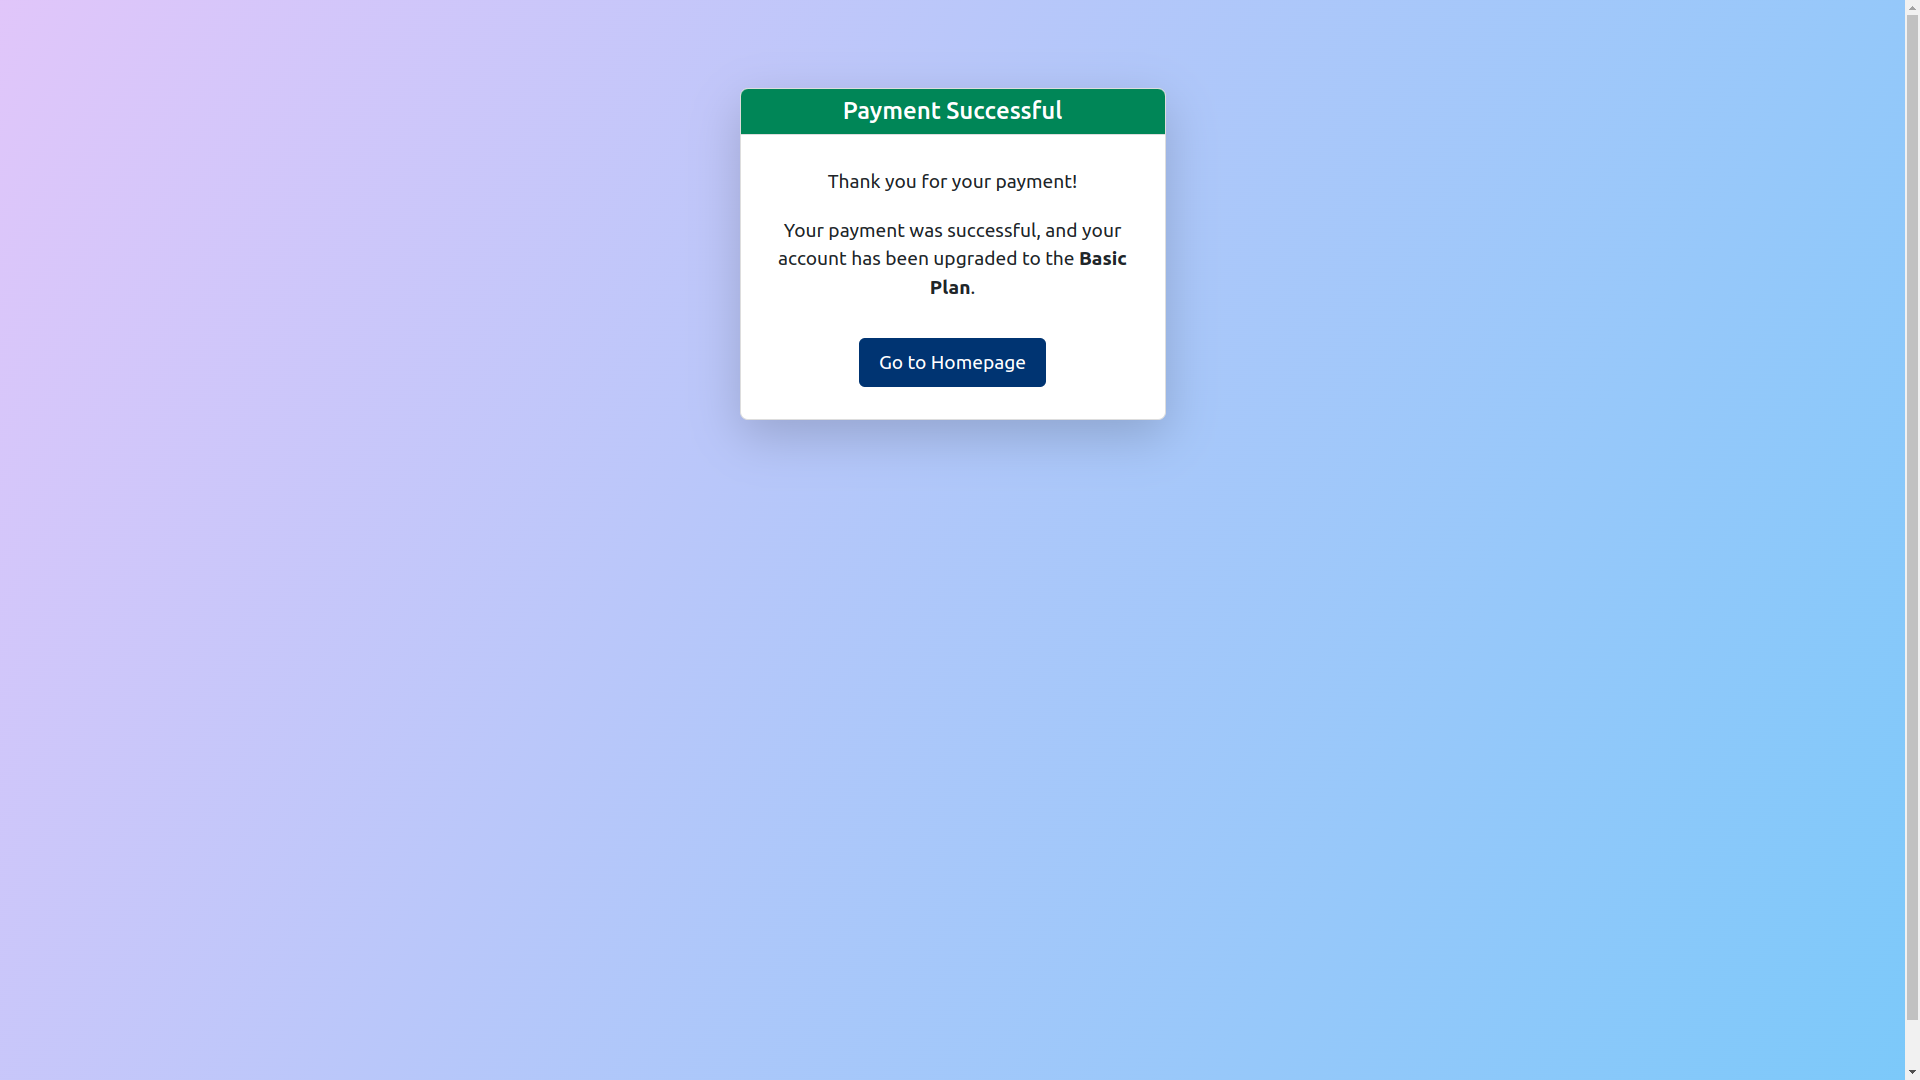 Payment Successful
Thank you for your payment!
Your payment was successful, and your
account has been upgraded to the Basic
Plan.
Go to Homepage